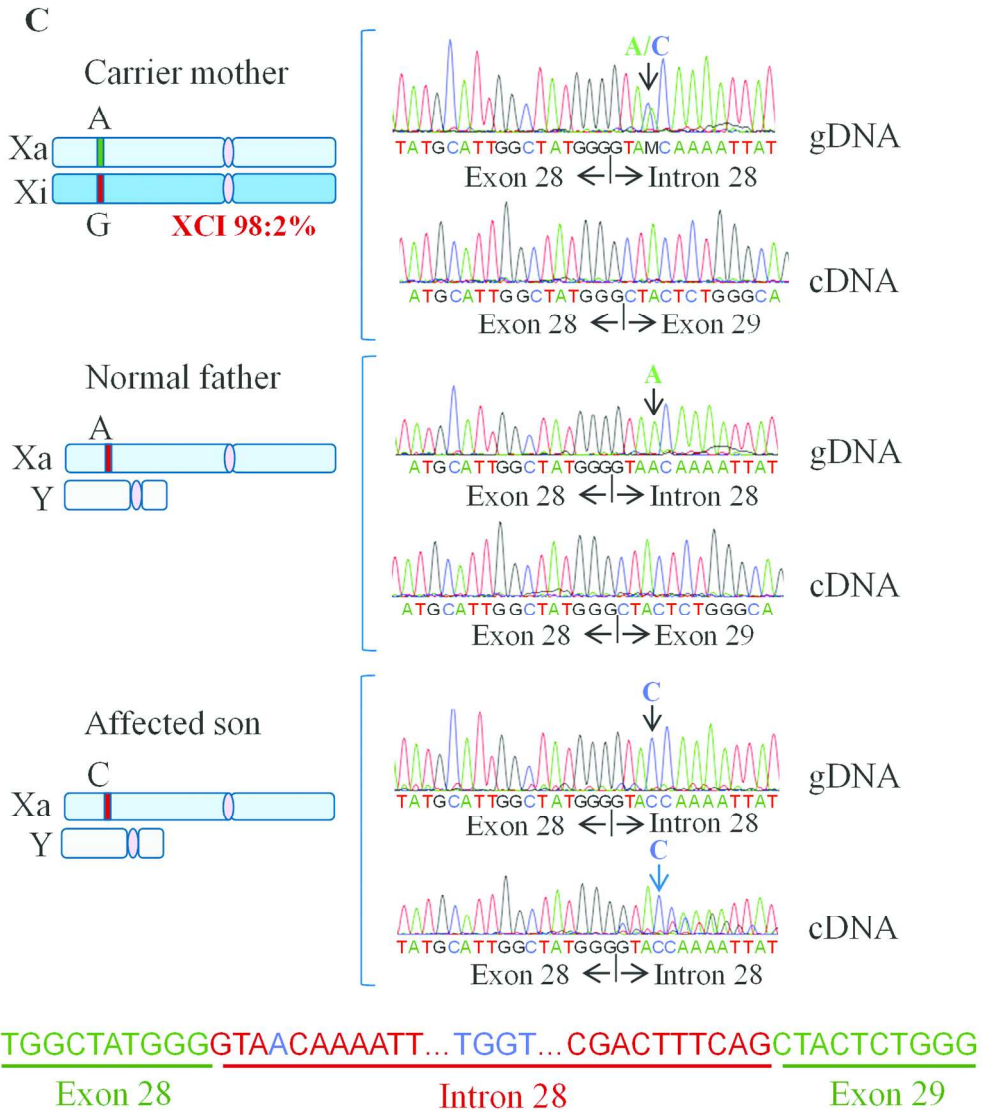 C
Carrier mother
A
Xa
Xi
G
XCI 98:2%
A/C
TATGCATTGGCTATGGGGTAMCAAAATTAT
Exon 28
Intron 28
gDNA
ATGCATTGGCTATGGGCTACTCTGGGCA
Exon 28
Exon 29
cDNA
Normal father
A
Xa
Y
A
ATGCATTGGCTATGGGGTAACAAAATTAT
Exon 28
Intron 28
gDNA
ATGCATTGGCTATGGGCTACTCTGGGCA
Exon 28
Exon 29
cDNA
Affected son
C
Xa
Y
C
TATGCATTGGCTATGGGGTACCAAAATTAT
Exon 28
Intron 28
gDNA
C
TATGCATTGGCTATGGGGTACCAAAATTAT
Exon 28
Intron 28
cDNA
TGGCTATGGGGTAACAAAATT...TGGT...CGACTTTCAGCTACTCTGGG
Exon 28
Intron 28
Exon 29